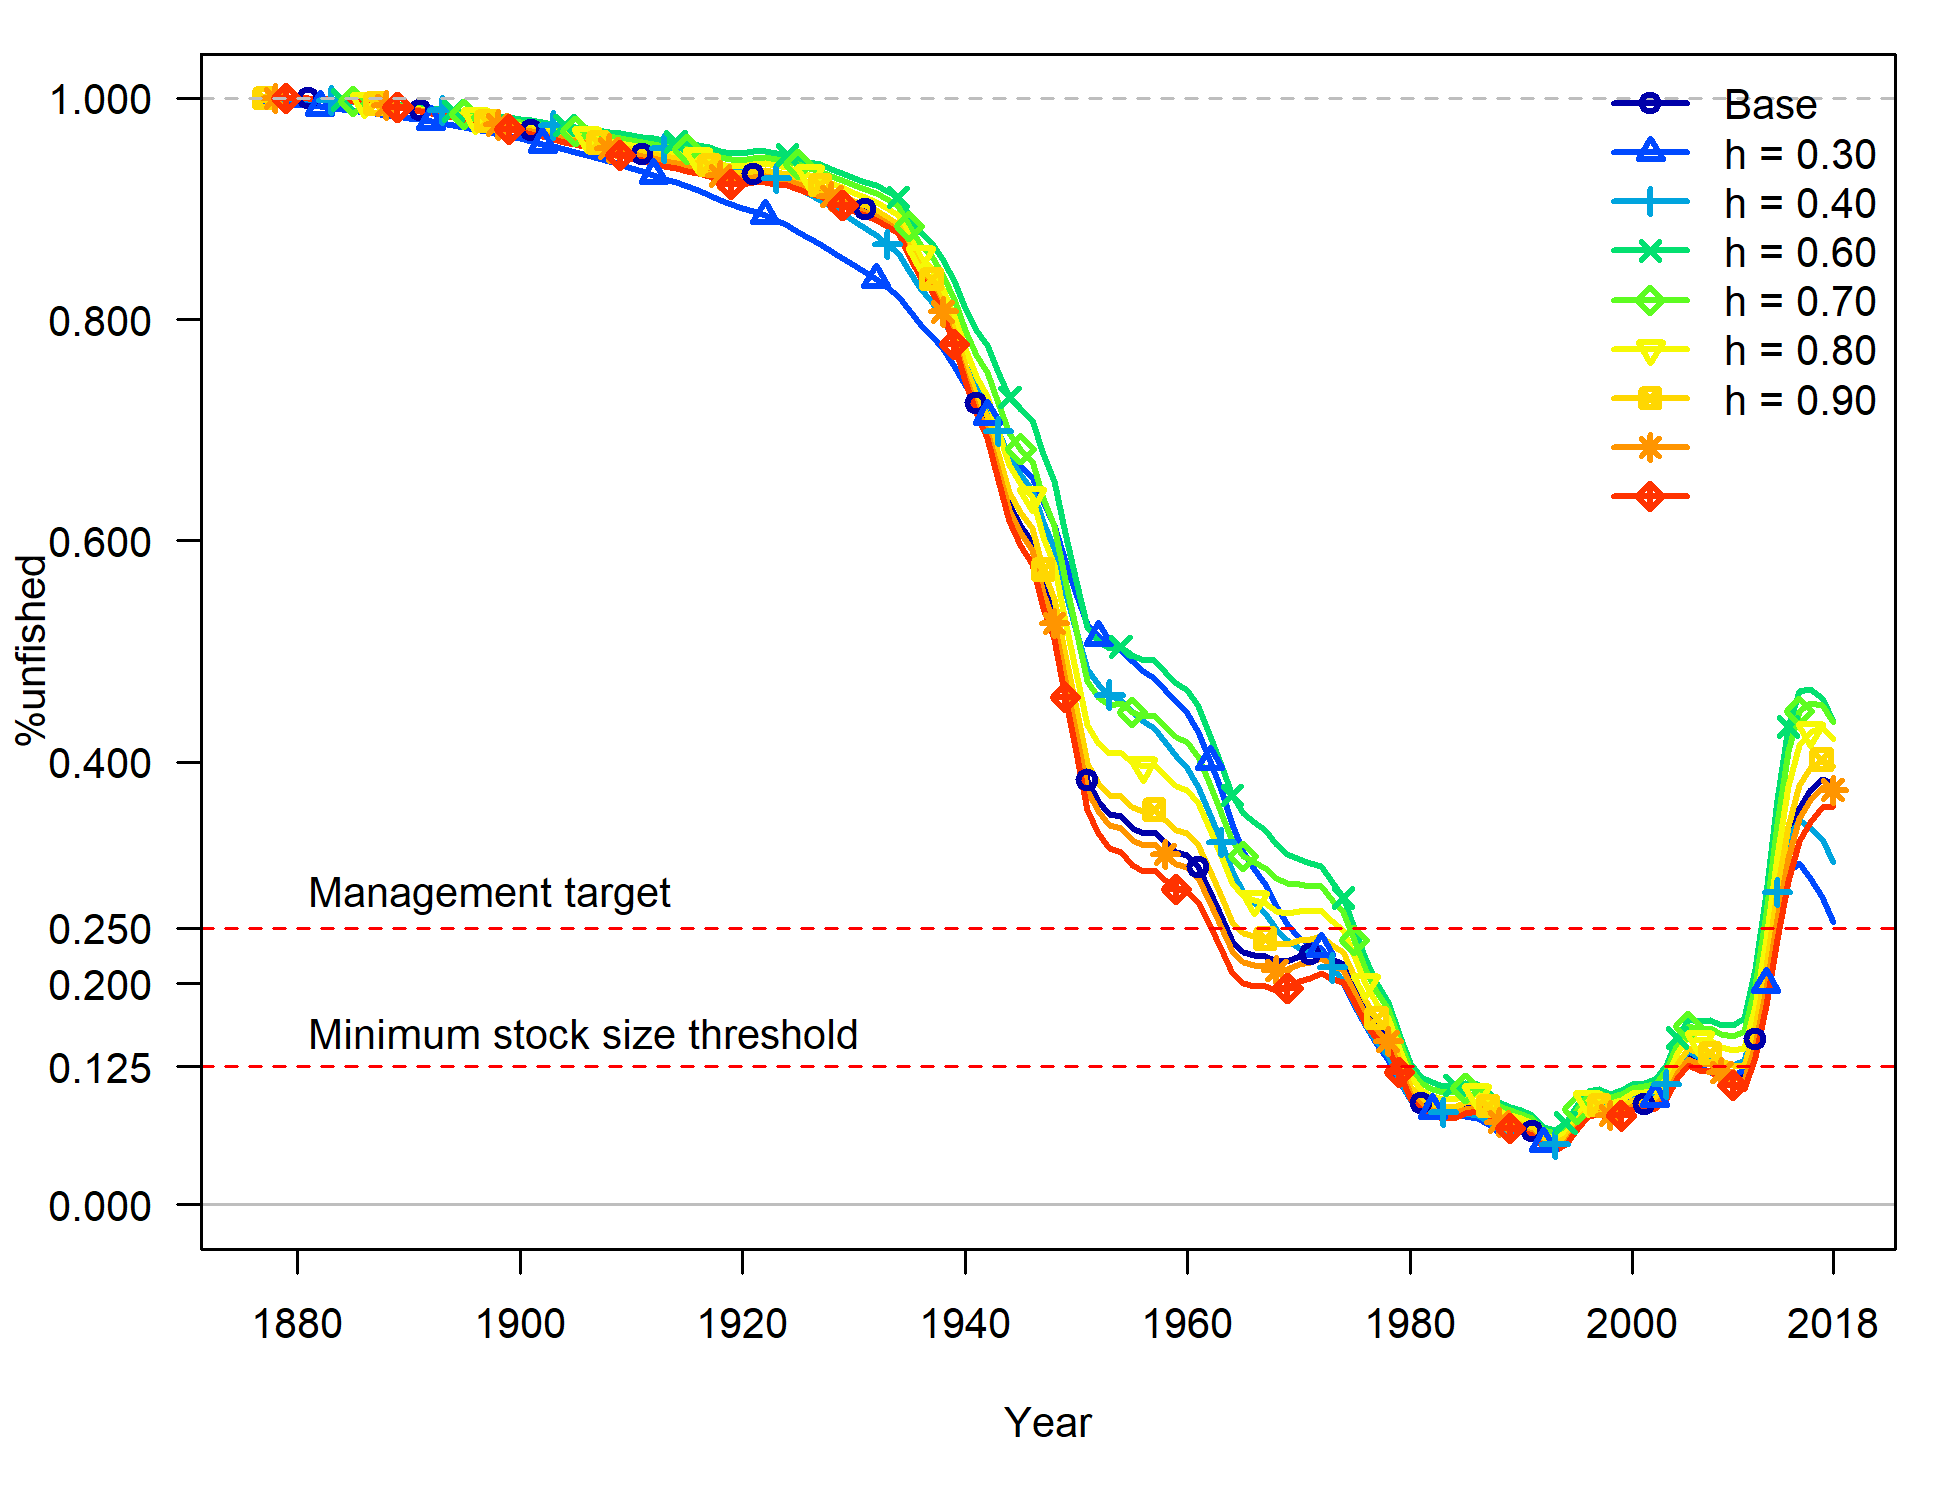 1.000
0.800
0.600
0.400
0.250
0.200
0.125
0.000
%unfished
Management target
Minimum stock size threshold
Base
h = 0.30
h = 0.40
h = 0.60
h = 0.70
h = 0.80
h = 0.90
1880 1900 1920 1940 1960 1980 2000 2018
Year